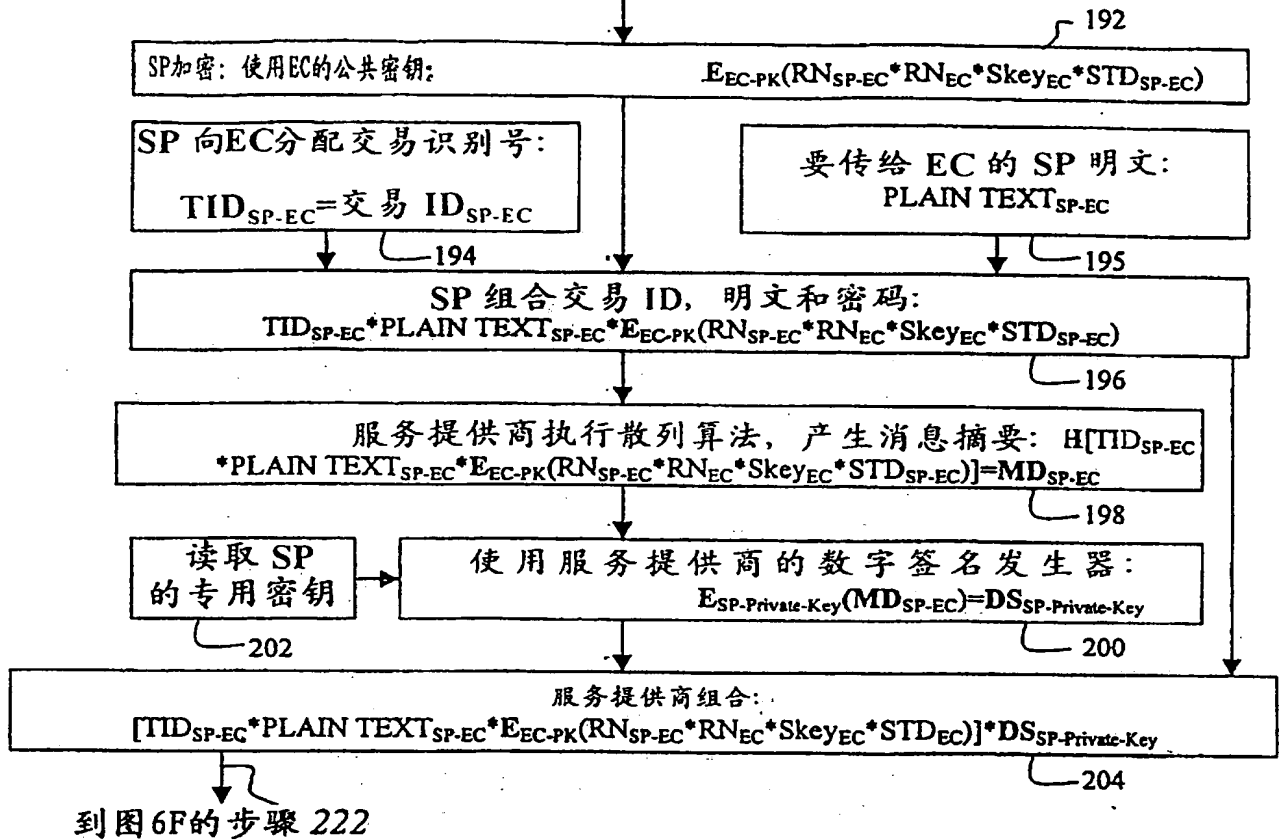 192
SP加密: 使用EC的公共密钥: E_EC-PK(RN_SP-EC*RN_EC*Skey_EC*STD_SP-EC)
SP 向EC分配交易识别号:
TID_SP-EC=交易 ID_SP-EC
194
要传给 EC 的 SP 明文:
PLAIN TEXT_SP-EC
195
SP 组合交易 ID, 明文和密码:
TID_SP-EC*PLAIN TEXT_SP-EC*E_EC-PK(RN_SP-EC*RN_EC*Skey_EC*STD_SP-EC)
196
服务提供商执行散列算法, 产生消息摘要: H[TID_SP-EC
*PLAIN TEXT_SP-EC*E_EC-PK(RN_SP-EC*RN_EC*Skey_EC*STD_SP-EC)]=MD_SP-EC
198
读取 SP
的专用密钥
202
使用服务提供商的数字签名发生器:
E_SP-Private-Key(MD_SP-EC)=DS_SP-Private-Key
200
服务提供商组合:
[TID_SP-EC*PLAIN TEXT_SP-EC*E_EC-PK(RN_SP-EC*RN_EC*Skey_EC*STD_EC)]*DS_SP-Private-Key
204
到图6F的步骤 222